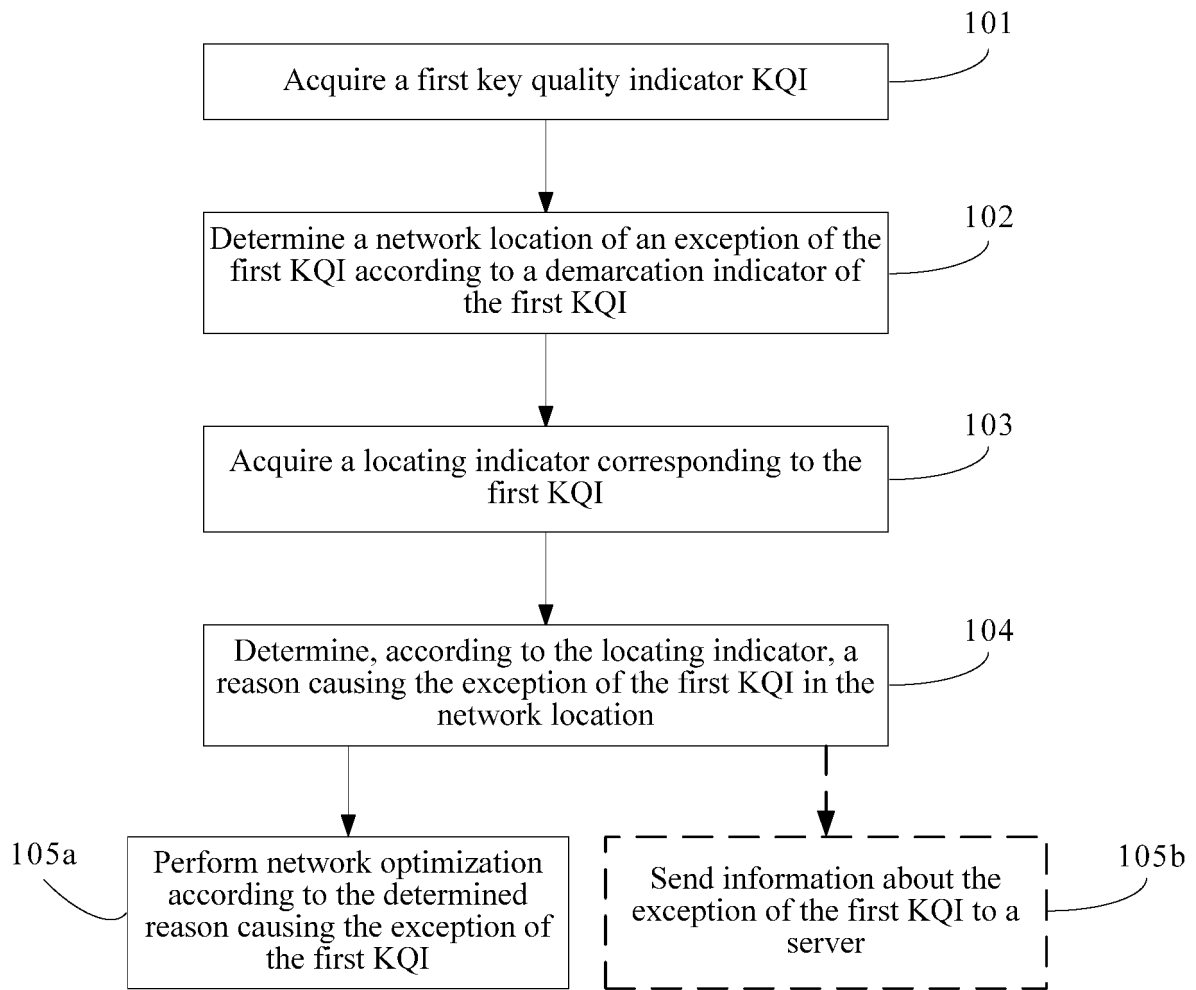 101
Acquire a first key quality indicator KQI
102
Determine a network location of an exception of the
first KQI according to a demarcation indicator of
the first KQI
103
Acquire a locating indicator corresponding to the
first KQI
104
Determine, according to the locating indicator, a
reason causing the exception of the first KQI in the
network location
105a
Perform network optimization
according to the determined
reason causing the exception of
the first KQI
105b
Send information about the
exception of the first KQI to a
server